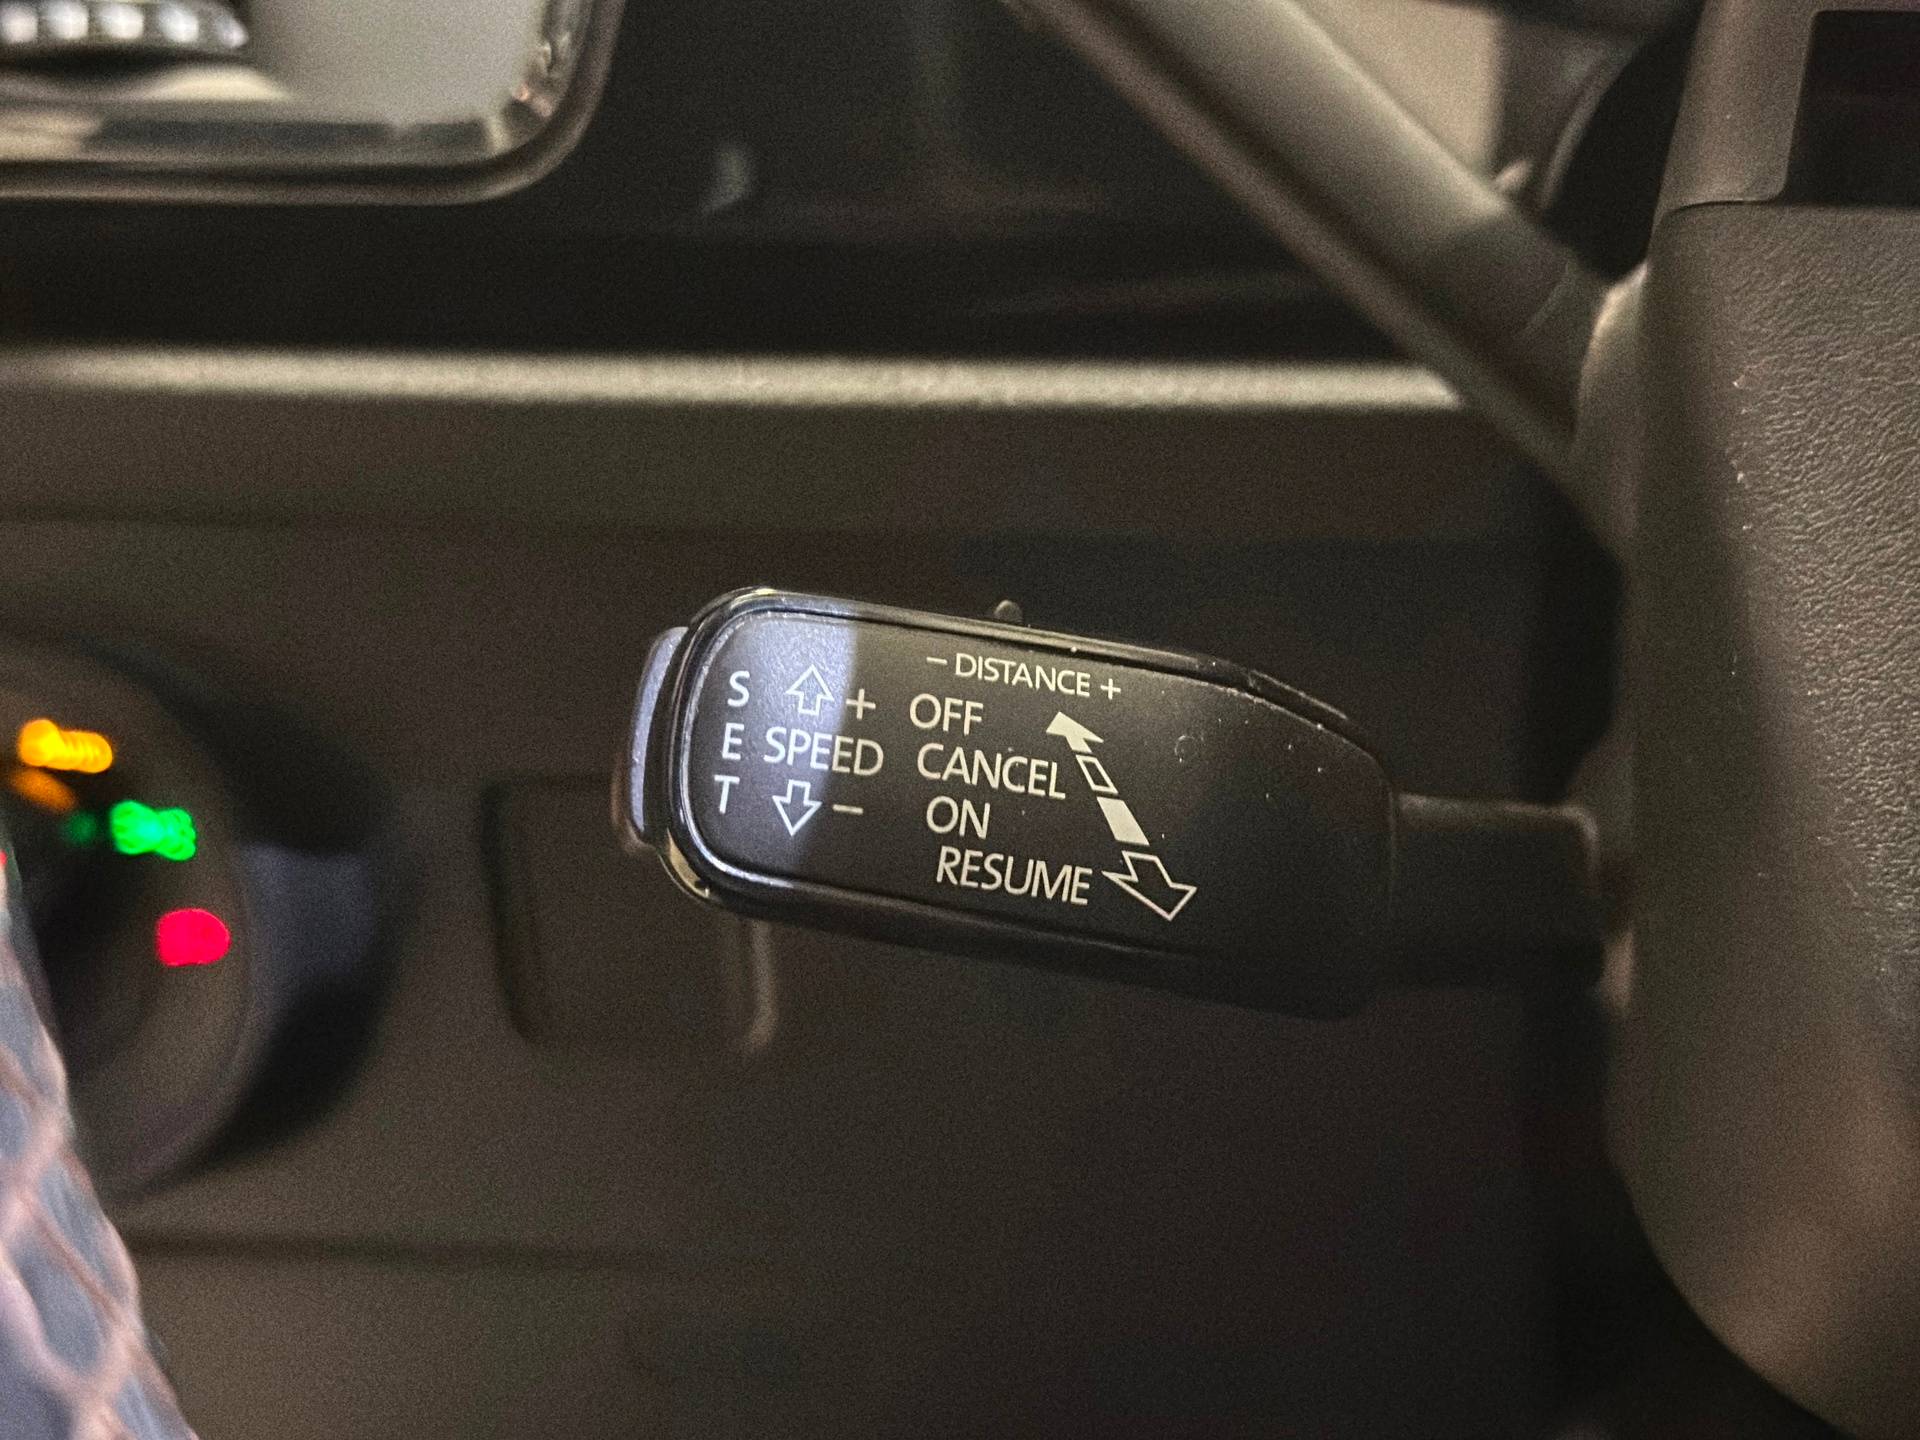 – DISTANCE +
S + OFF
E SPEED CANCEL
T – ON
RESUME